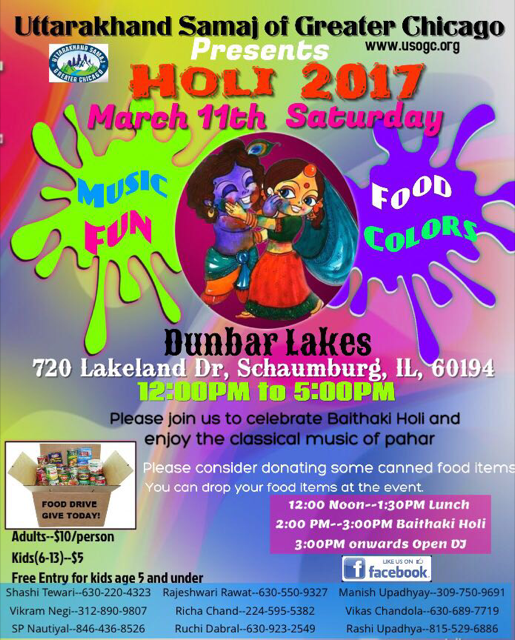 Uttarakhand Samaj of Greater Chicago
Presents
www.usogc.org
UTTARAKHAND SAMAJ
GREATER CHICAGO
HOLI 2017
March 11th Saturday
MUSIC
FUN
FOOD
COLORS
Dunbar Lakes
720 Lakeland Dr, Schaumburg, IL, 60194
12:00PM to 5:00PM
Please join us to celebrate Baithaki Holi and
enjoy the classical music of pahar
Please consider donating some canned food items
You can drop your food items at the event.
FOOD DRIVE
GIVE TODAY!
12:00 Noon--1:30PM Lunch
2:00 PM--3:00PM Baithaki Holi
3:00PM onwards Open DJ
Adults--$10/person
Kids(6-13)--$5
Free Entry for kids age 5 and under
LIKE US ON
f facebook
Shashi Tewari--630-220-4323 Rajeshwari Rawat--630-550-9327 Manish Upadhyay--309-750-9691
Vikram Negi--312-890-9807 Richa Chand--224-595-5382 Vikas Chandola--630-689-7719
SP Nautiyal--846-436-8526 Ruchi Dabral--630-923-2549 Rashi Upadhya--815-529-6886